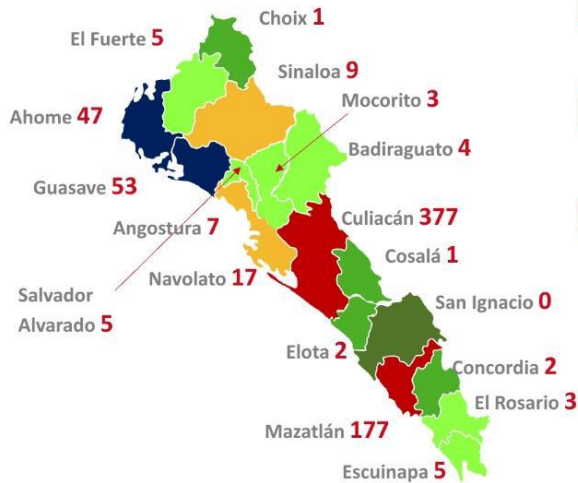 Choix 1
El Fuerte 5
Sinaloa 9
Mocorito 3
Ahome 47
Badiraguato 4
Guasave 53
Culiacán 377
Angostura 7
Cosalá 1
Navolato 17
Salvador
Alvarado 5
San Ignacio 0
Elota 2
Concordia 2
El Rosario 3
Mazatlán 177
Escuinapa 5